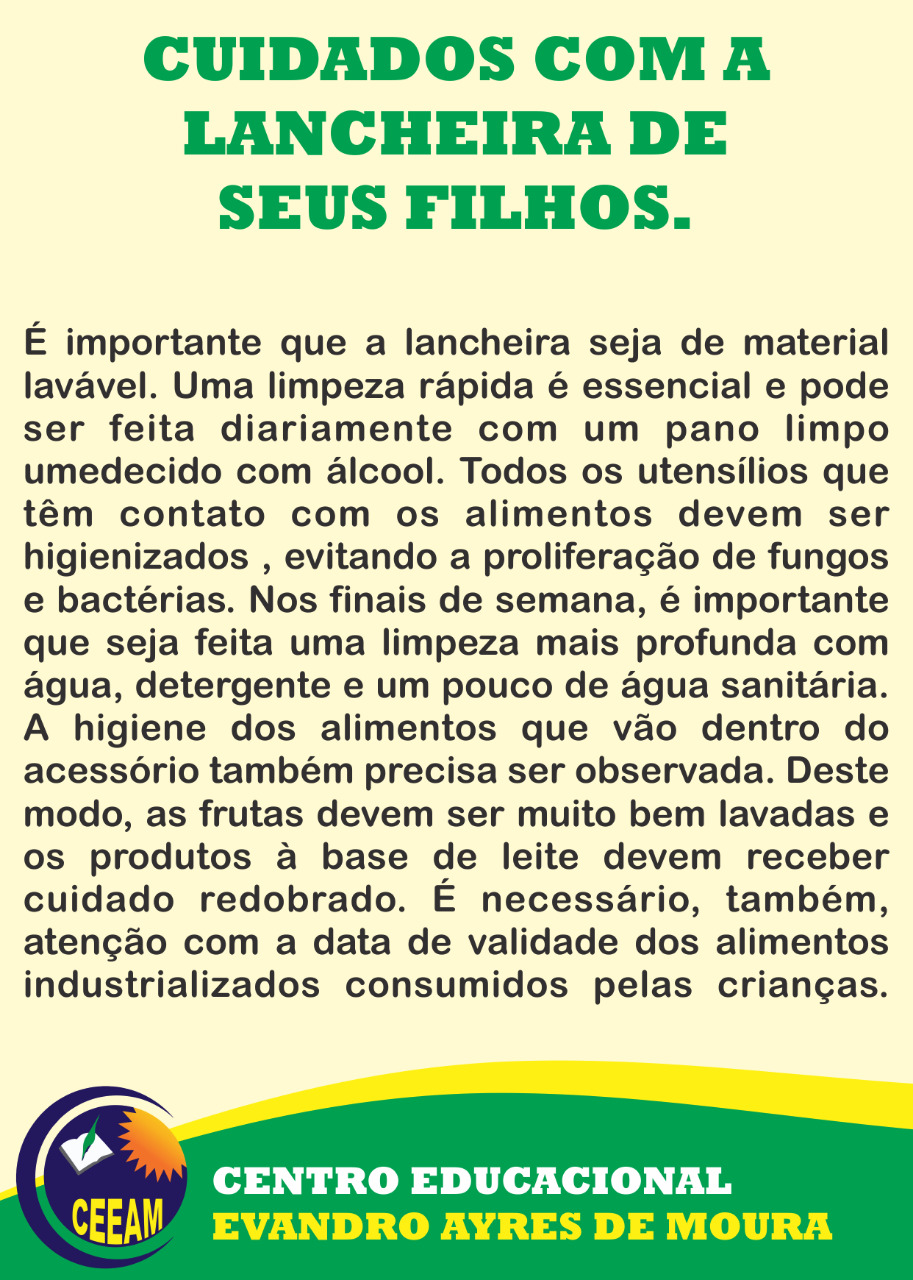 CUIDADOS COM A
LANCHEIRA DE
SEUS FILHOS.
É importante que a lancheira seja de material
lavável. Uma limpeza rápida é essencial e pode
ser feita diariamente com um pano limpo
umedecido com álcool. Todos os utensílios que
têm contato com os alimentos devem ser
higienizados , evitando a proliferação de fungos
e bactérias. Nos finais de semana, é importante
que seja feita uma limpeza mais profunda com
água, detergente e um pouco de água sanitária.
A higiene dos alimentos que vão dentro do
acessório também precisa ser observada. Deste
modo, as frutas devem ser muito bem lavadas e
os produtos à base de leite devem receber
cuidado redobrado. É necessário, também,
atenção com a data de validade dos alimentos
industrializados consumidos pelas crianças.
CEEAM
CENTRO EDUCACIONAL
EVANDRO AYRES DE MOURA